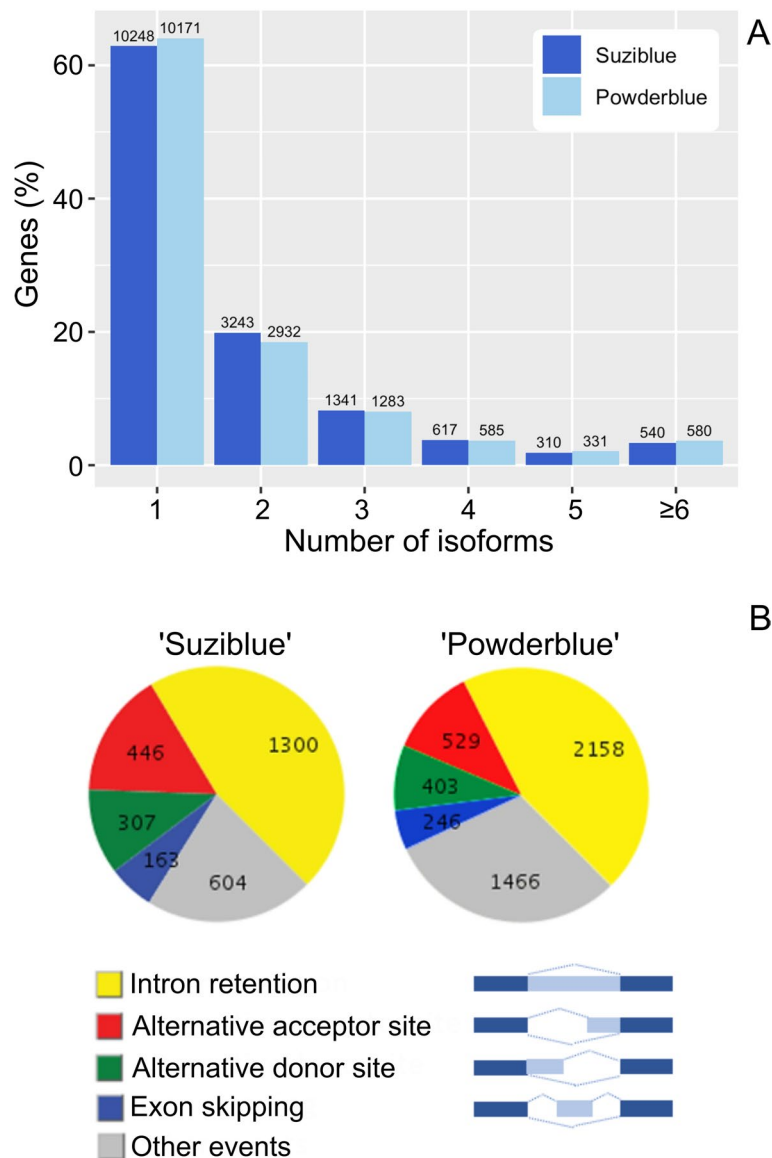 A
10248 10171
Suziblue
Powderblue
60
40
20
0
Genes (%)
3243 2932
1341 1283
617 585
310 331
540 580
1 2 3 4 5 ≥6
Number of isoforms
B
'Suziblue' 'Powderblue'
1300
446
307
163
604
2158
529
403
246
1466
Intron retention
Alternative acceptor site
Alternative donor site
Exon skipping
Other events